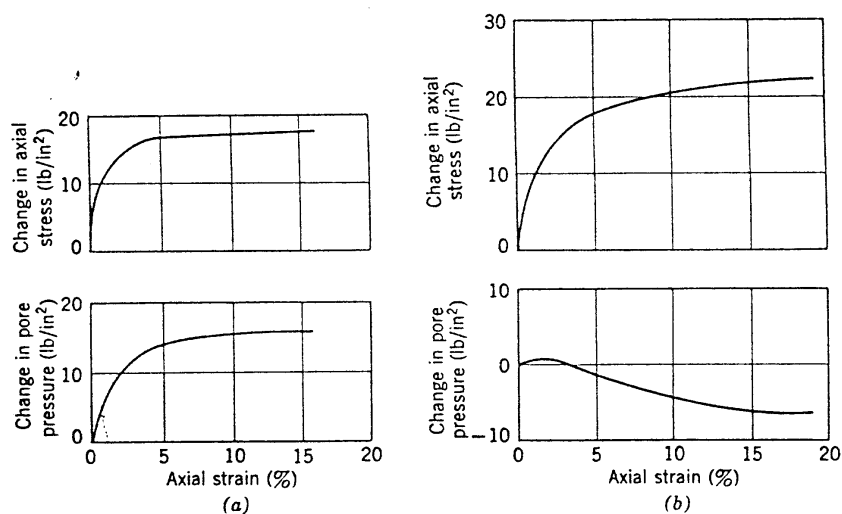 20
10
0
Change in axial
stress (lb/in²)
20
10
0
Change in pore
pressure (lb/in²)
0 5 10 15 20
Axial strain (%)
(a)
30
20
10
0
Change in axial
stress (lb/in²)
10
0
–10
Change in pore
pressure (lb/in²)
0 5 10 15 20
Axial strain (%)
(b)